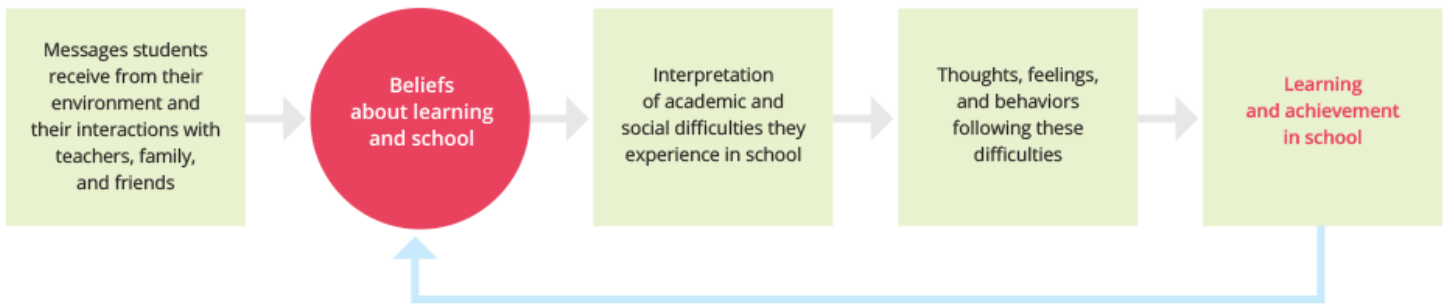 Messages students
receive from their
environment and
their interactions with
teachers, family,
and friends
Beliefs
about learning
and school
Interpretation
of academic and
social difficulties they
experience in school
Thoughts, feelings,
and behaviors
following these
difficulties
Learning
and achievement
in school